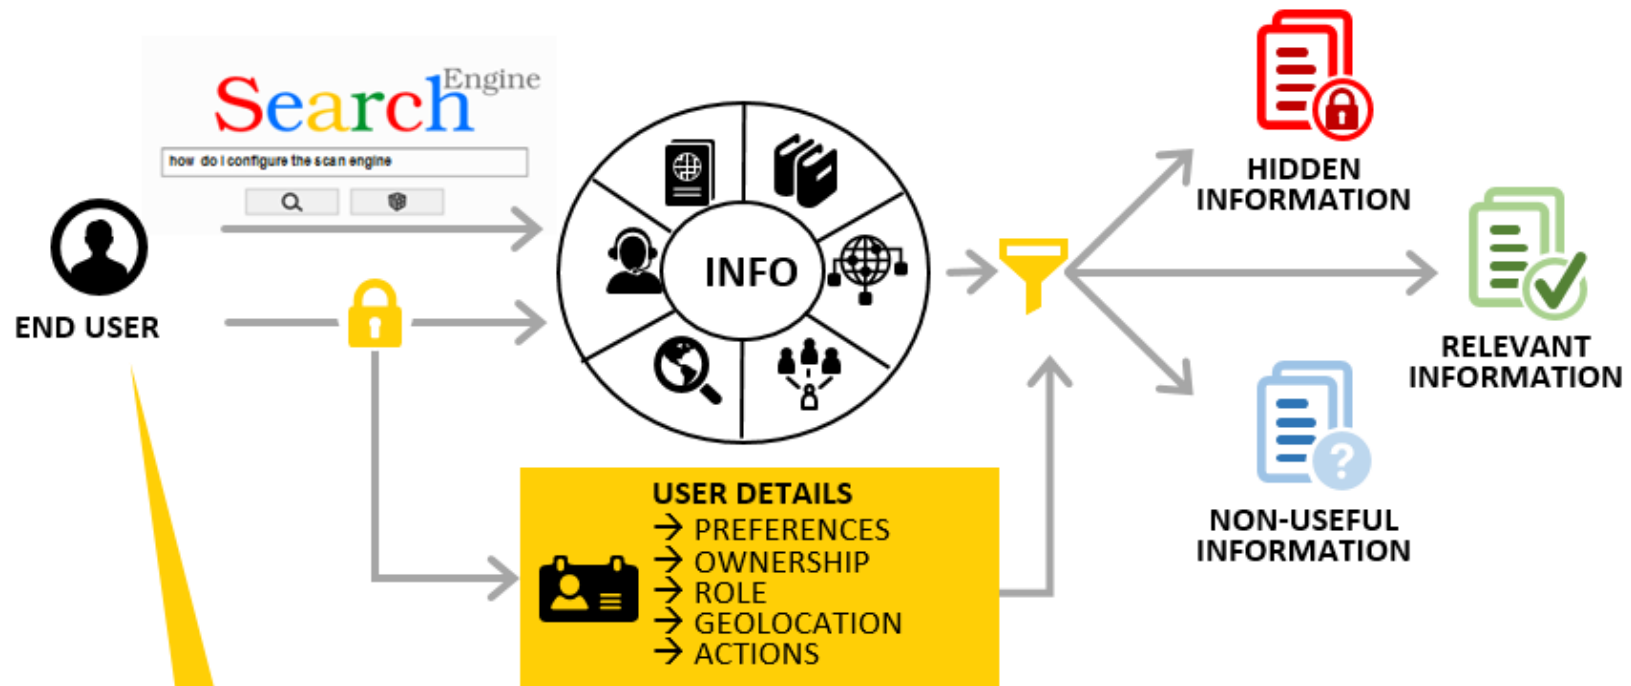 Search Engine
how do I configure the scan engine
END USER
INFO
HIDDEN
INFORMATION
RELEVANT
INFORMATION
NON-USEFUL
INFORMATION
USER DETAILS
→ PREFERENCES
→ OWNERSHIP
→ ROLE
→ GEOLOCATION
→ ACTIONS
?